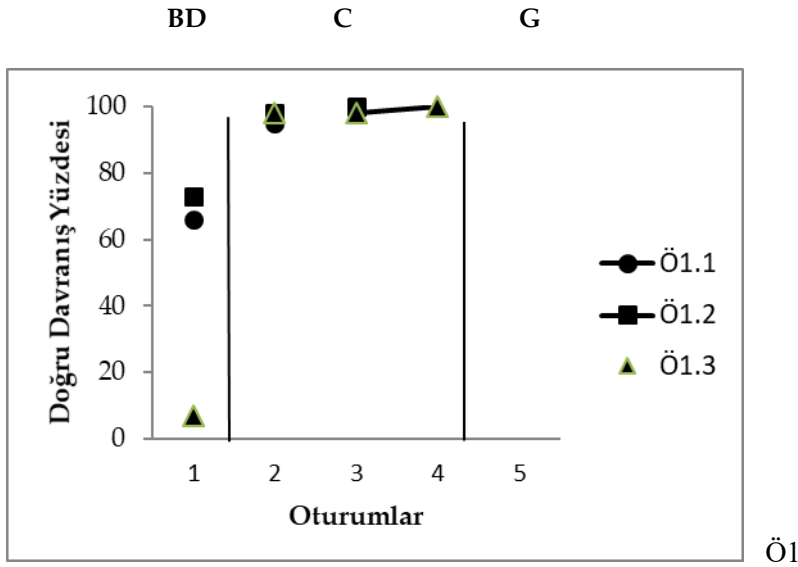 BD C G
Doğru Davranış Yüzdesi
100
80
60
40
20
0
1 2 3 4 5
Oturumlar
Ö1.1
Ö1.2
Ö1.3
Ö1